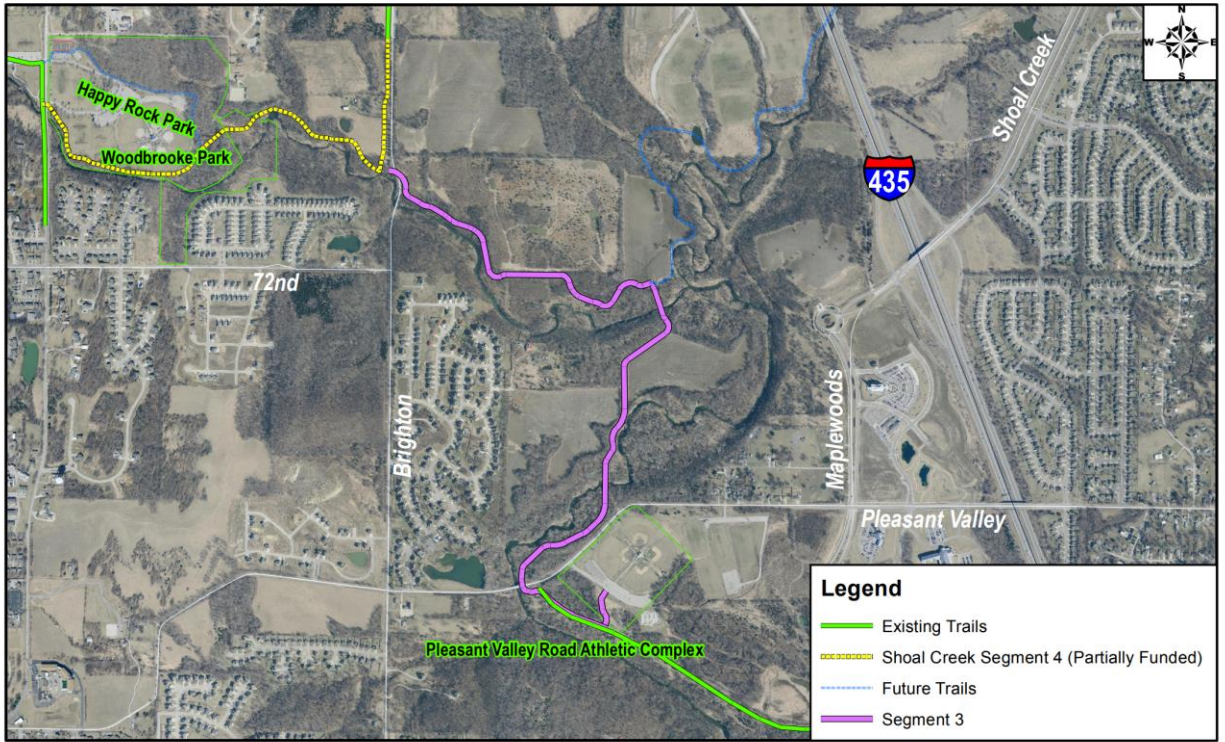 N
W E
S
Shoal Creek
Happy Rock Park
Woodbrooke Park
435
72nd
Brighton
Maplewoods
Pleasant Valley
Pleasant Valley Road Athletic Complex
Legend
Existing Trails
Shoal Creek Segment 4 (Partially Funded)
Future Trails
Segment 3